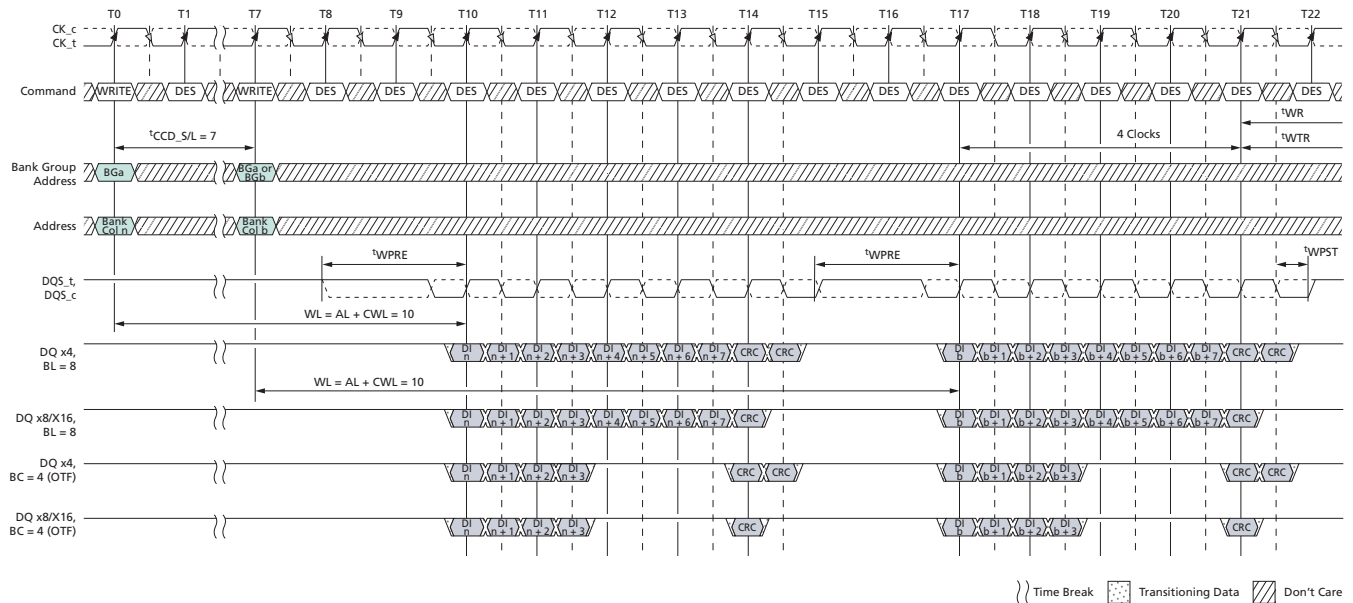 T0 T1 T7 T8 T9 T10 T11 T12 T13 T14 T15 T16 T17 T18 T19 T20 T21 T22
CK_c
CK_t
Command WRITE DES WRITE DES DES DES DES DES DES DES DES DES DES DES DES DES DES DES
tWR
tCCD_S/L = 7
4 Clocks
tWTR
Bank Group
Address
BGa
BGa or
BGb
Address
Bank
Col n
Bank
Col b
tWPRE
tWPRE
tWPST
DQS_t,
DQS_c
WL = AL + CWL = 10
DQ x4,
BL = 8
DI n DI n + 1 DI n + 2 DI n + 3 DI n + 4 DI n + 5 DI n + 6 DI n + 7 CRC CRC DI b DI b + 1 DI b + 2 DI b + 3 DI b + 4 DI b + 5 DI b + 6 DI b + 7 CRC CRC
WL = AL + CWL = 10
DQ x8/X16,
BL = 8
DI n DI n + 1 DI n + 2 DI n + 3 DI n + 4 DI n + 5 DI n + 6 DI n + 7 CRC DI b DI b + 1 DI b + 2 DI b + 3 DI b + 4 DI b + 5 DI b + 6 DI b + 7 CRC
DQ x4,
BC = 4 (OTF)
DI n DI n + 1 DI n + 2 DI n + 3 CRC CRC DI b DI b + 1 DI b + 2 DI b + 3 CRC CRC
DQ x8/X16,
BC = 4 (OTF)
DI n DI n + 1 DI n + 2 DI n + 3 CRC DI b DI b + 1 DI b + 2 DI b + 3 CRC
Time Break Transitioning Data Don't Care